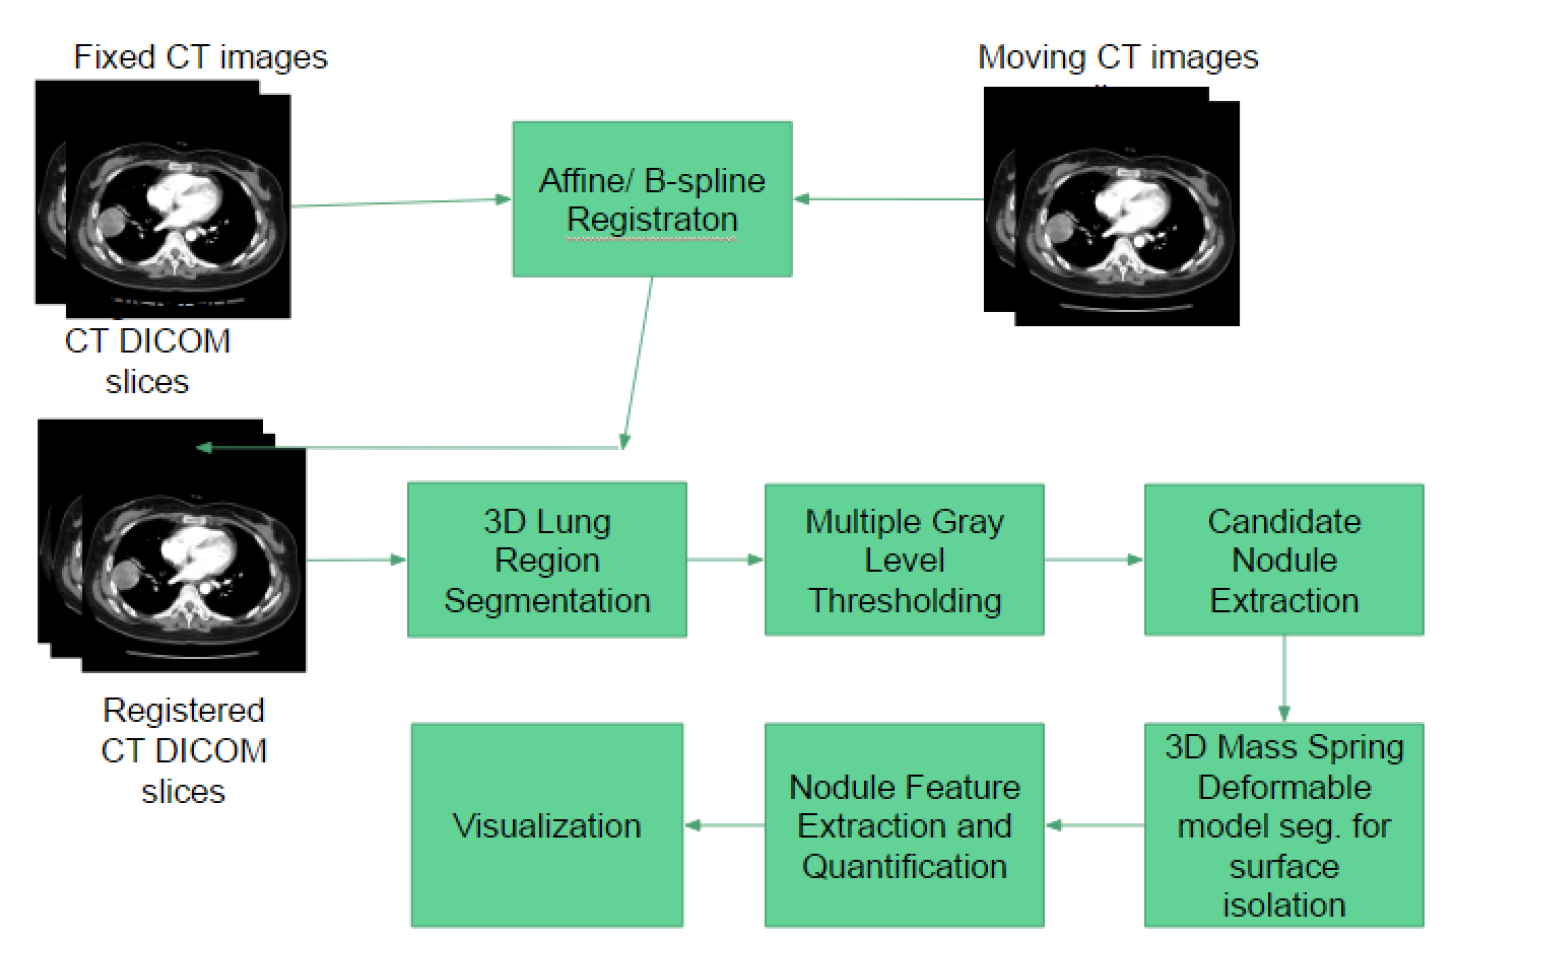 Fixed CT images
Moving CT images
Affine/ B-spline
Registraton
CT DICOM
slices
3D Lung
Region
Segmentation
Multiple Gray
Level
Thresholding
Candidate
Nodule
Extraction
Registered
CT DICOM
slices
Visualization
Nodule Feature
Extraction and
Quantification
3D Mass Spring
Deformable
model seg. for
surface
isolation